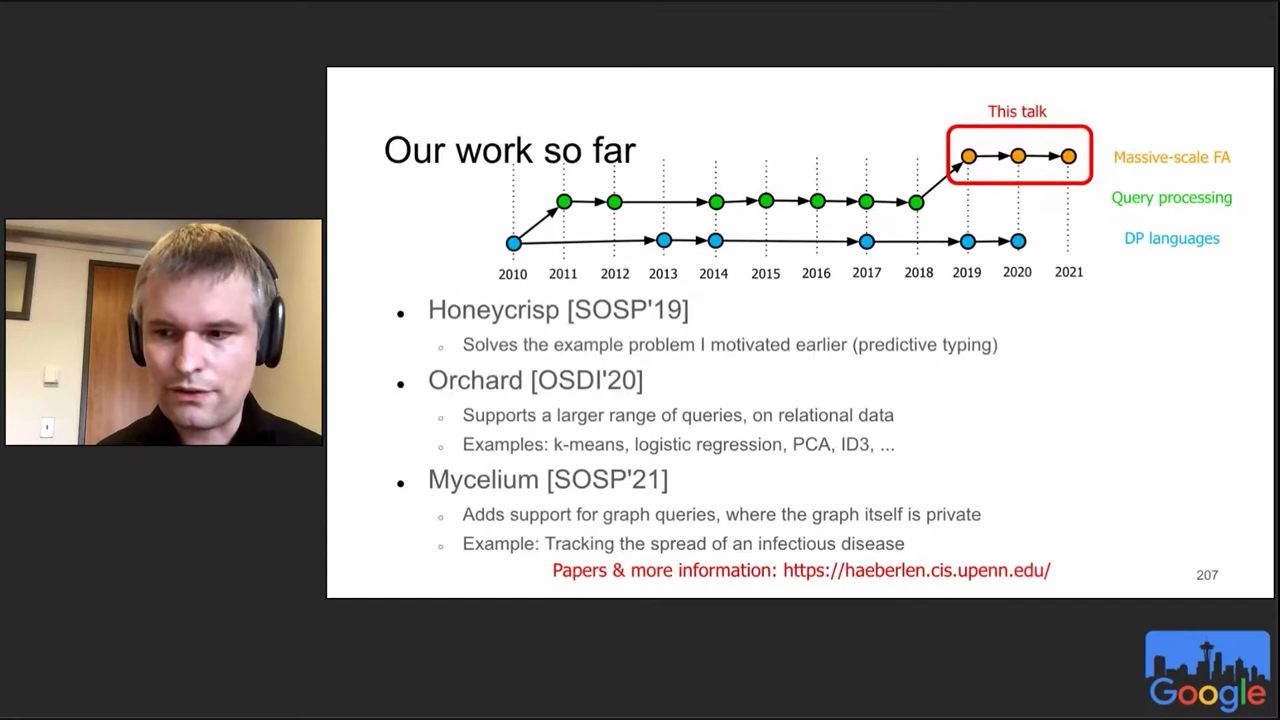 This talk
Our work so far
Massive-scale FA
Query processing
DP languages
2010 2011 2012 2013 2014 2015 2016 2017 2018 2019 2020 2021
• Honeycrisp [SOSP'19]
○ Solves the example problem I motivated earlier (predictive typing)
• Orchard [OSDI'20]
○ Supports a larger range of queries, on relational data
○ Examples: k-means, logistic regression, PCA, ID3, ...
• Mycelium [SOSP'21]
○ Adds support for graph queries, where the graph itself is private
○ Example: Tracking the spread of an infectious disease
Papers & more information: https://haeberlen.cis.upenn.edu/
207
Google